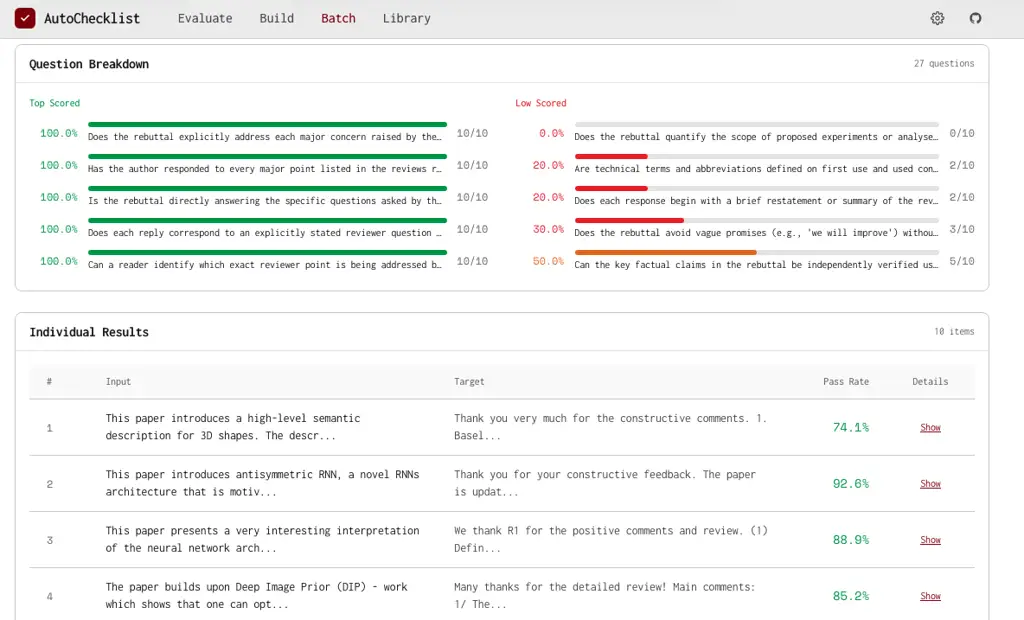 AutoChecklist Evaluate Build Batch Library
Question Breakdown 27 questions
Top Scored
100.0% Does the rebuttal explicitly address each major concern raised by the… 10/10
100.0% Has the author responded to every major point listed in the reviews r… 10/10
100.0% Is the rebuttal directly answering the specific questions asked by th… 10/10
100.0% Does each reply correspond to an explicitly stated reviewer question … 10/10
100.0% Can a reader identify which exact reviewer point is being addressed b… 10/10
Low Scored
0.0% Does the rebuttal quantify the scope of proposed experiments or analyse… 0/10
20.0% Are technical terms and abbreviations defined on first use and used con… 2/10
20.0% Does each response begin with a brief restatement or summary of the rev… 2/10
30.0% Does the rebuttal avoid vague promises (e.g., 'we will improve') withou… 3/10
50.0% Can the key factual claims in the rebuttal be independently verified us… 5/10
Individual Results 10 items
# Input Target Pass Rate Details
1 This paper introduces a high-level semantic
description for 3D shapes. The descr...
Thank you very much for the constructive comments. 1.
Basel...
74.1% Show
2 This paper introduces antisymmetric RNN, a novel RNNs
architecture that is motiv...
Thank you for your constructive feedback. The paper
is updat...
92.6% Show
3 This paper presents a very interesting interpretation
of the neural network arch...
We thank R1 for the positive comments and review. (1)
Defin...
88.9% Show
4 The paper builds upon Deep Image Prior (DIP) - work
which shows that one can opt...
Many thanks for the detailed review! Main comments:
1/ The...
85.2% Show